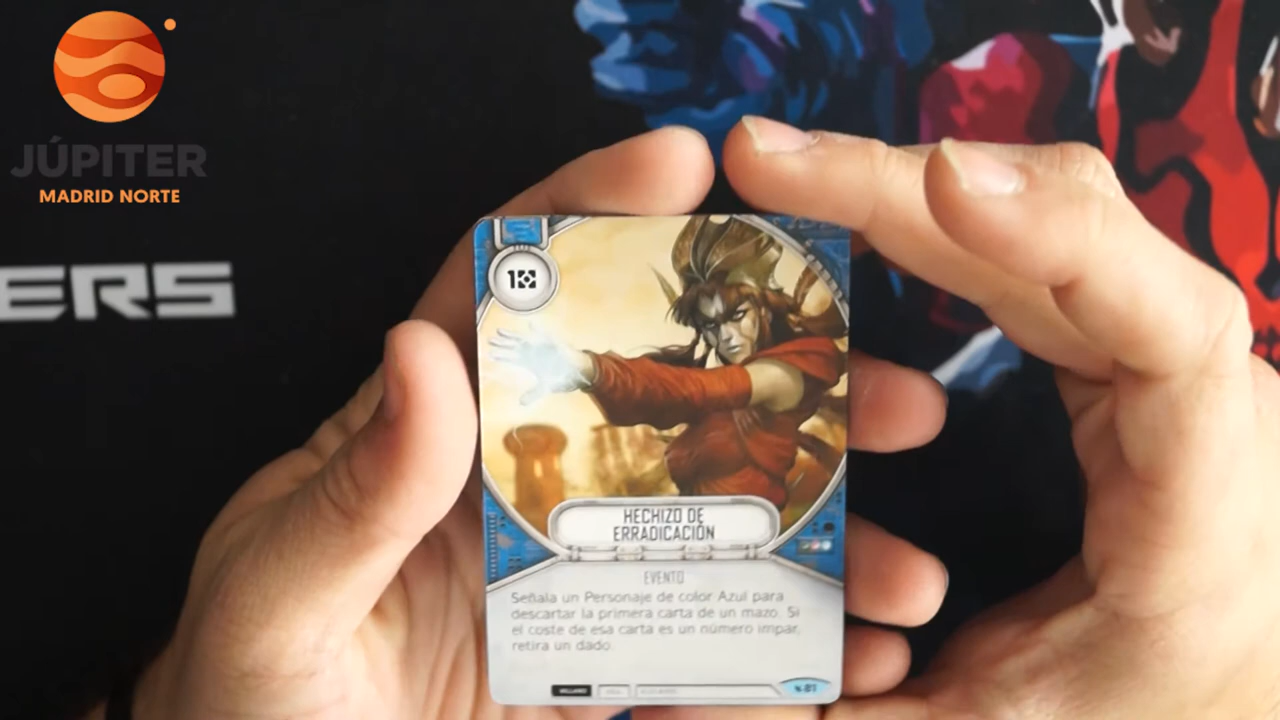 JÚPITER
MADRID NORTE
ERS
1
HECHIZO DE
ERRADICACIÓN
EVENTO
Señala un Personaje de color Azul para
descartar la primera carta de un mazo. Si
el coste de esa carta es un número impar,
retira un dado.
81